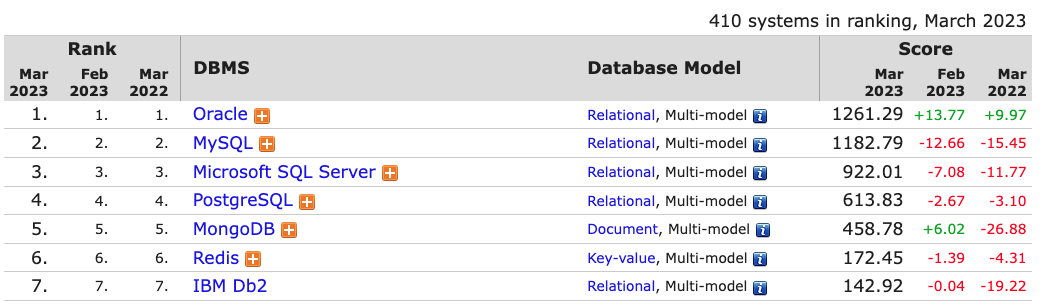 410 systems in ranking, March 2023
Rank DBMS Database Model Score
Mar 2023 Feb 2023 Mar 2022 Mar 2023 Feb 2023 Mar 2022
1. 1. 1. Oracle Relational, Multi-model 1261.29 +13.77 +9.97
2. 2. 2. MySQL Relational, Multi-model 1182.79 -12.66 -15.45
3. 3. 3. Microsoft SQL Server Relational, Multi-model 922.01 -7.08 -11.77
4. 4. 4. PostgreSQL Relational, Multi-model 613.83 -2.67 -3.10
5. 5. 5. MongoDB Document, Multi-model 458.78 +6.02 -26.88
6. 6. 6. Redis Key-value, Multi-model 172.45 -1.39 -4.31
7. 7. 7. IBM Db2 Relational, Multi-model 142.92 -0.04 -19.22